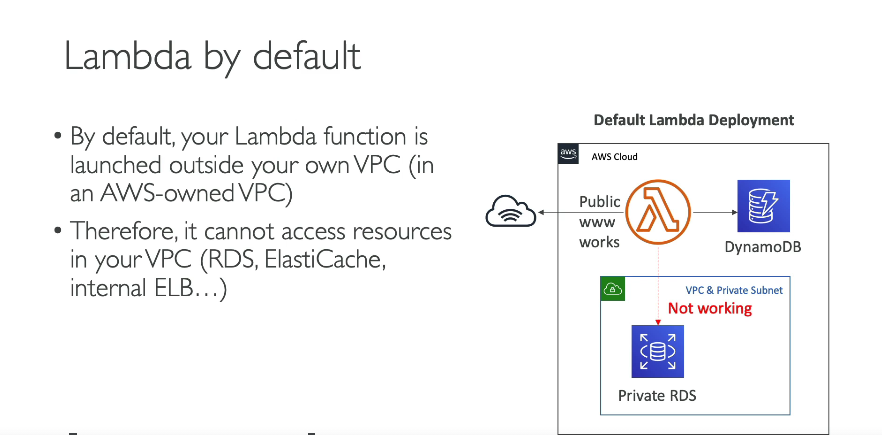 Lambda by default
• By default, your Lambda function is
launched outside your own VPC (in
an AWS-owned VPC)
• Therefore, it cannot access resources
in your VPC (RDS, ElastiCache,
internal ELB…)
Default Lambda Deployment
aws
AWS Cloud
Public
www
works
DynamoDB
VPC & Private Subnet
Not working
Private RDS